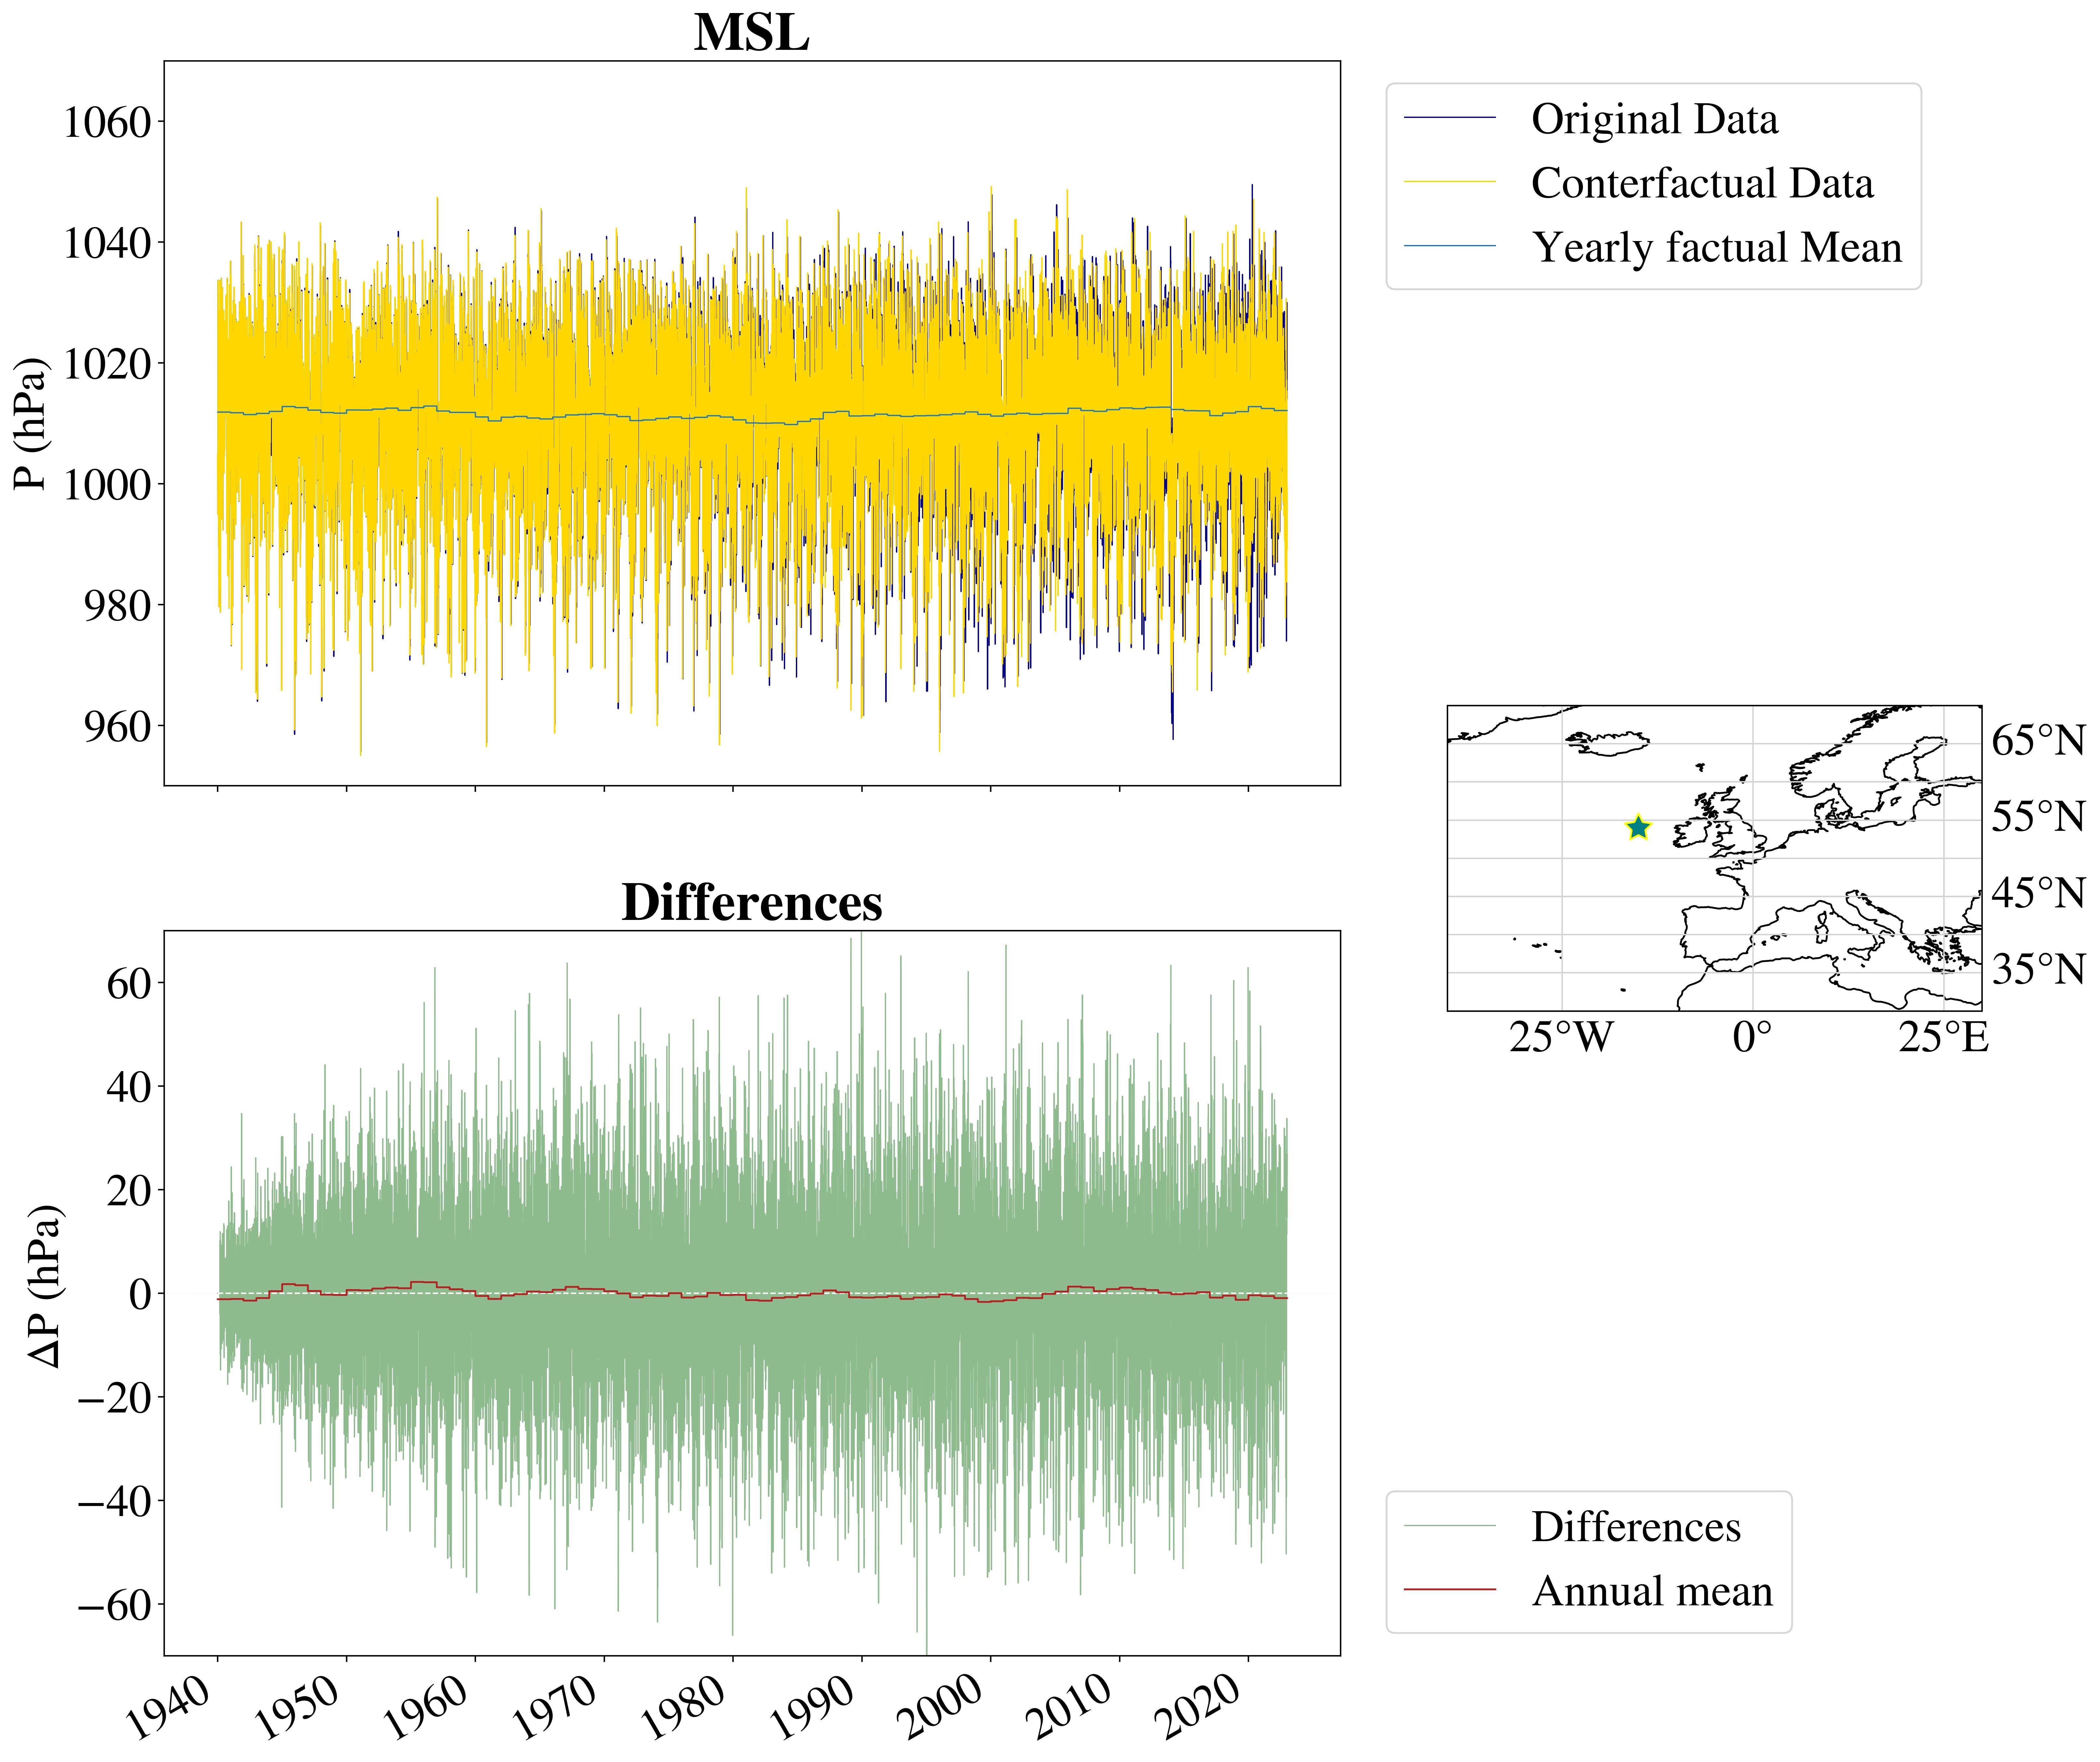 MSL
1060
1040
1020
1000
980
960
P (hPa)
Original Data
Conterfactual Data
Yearly factual Mean
65°N
55°N
45°N
35°N
25°W 0° 25°E
Differences
60
40
20
0
−20
−40
−60
ΔP (hPa)
1940 1950 1960 1970 1980 1990 2000 2010 2020
Differences
Annual mean